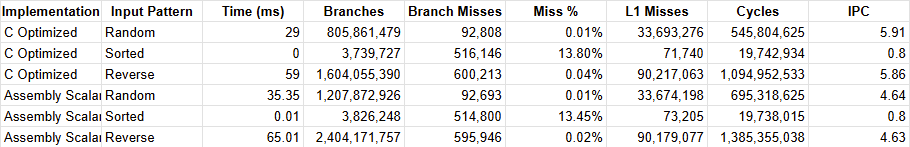 Implementation Input Pattern Time (ms) Branches Branch Misses Miss % L1 Misses Cycles IPC
C Optimized Random 29 805,861,479 92,808 0.01% 33,693,276 545,804,625 5.91
C Optimized Sorted 0 3,739,727 516,146 13.80% 71,740 19,742,934 0.8
C Optimized Reverse 59 1,604,055,390 600,213 0.04% 90,217,063 1,094,952,533 5.86
Assembly Scalar Random 35.35 1,207,872,926 92,693 0.01% 33,674,198 695,318,625 4.64
Assembly Scalar Sorted 0.01 3,826,248 514,800 13.45% 73,205 19,738,015 0.8
Assembly Scalar Reverse 65.01 2,404,171,757 595,946 0.02% 90,179,077 1,385,355,038 4.63